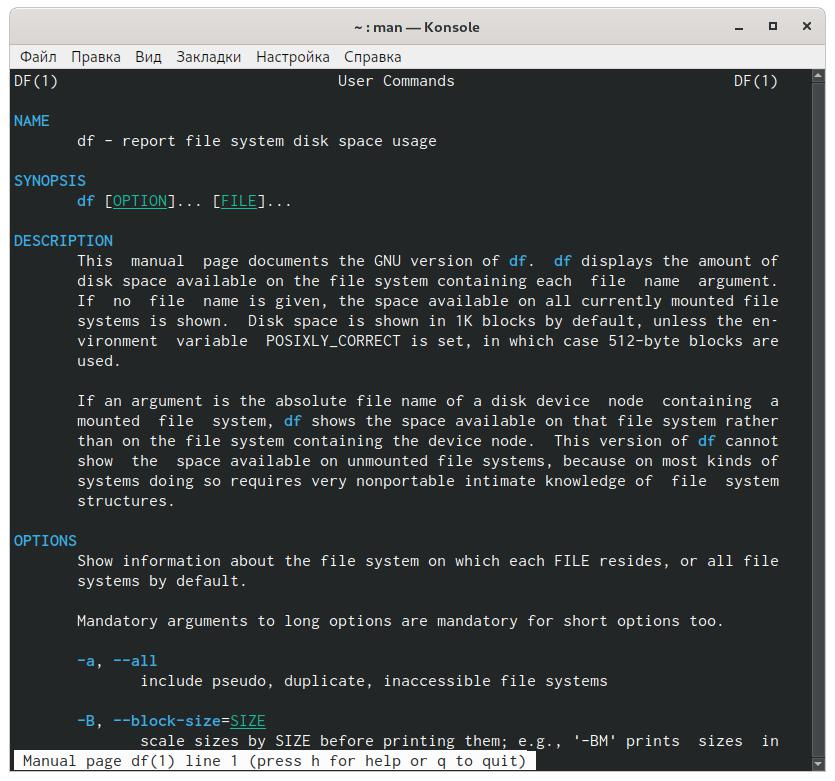 ~ : man — Konsole
Файл Правка Вид Закладки Настройка Справка
DF(1) User Commands DF(1)
NAME
df - report file system disk space usage
SYNOPSIS
df [OPTION]... [FILE]...
DESCRIPTION
This manual page documents the GNU version of df. df displays the amount of
disk space available on the file system containing each file name argument.
If no file name is given, the space available on all currently mounted file
systems is shown. Disk space is shown in 1K blocks by default, unless the en-
vironment variable POSIXLY_CORRECT is set, in which case 512-byte blocks are
used.
If an argument is the absolute file name of a disk device node containing a
mounted file system, df shows the space available on that file system rather
than on the file system containing the device node. This version of df cannot
show the space available on unmounted file systems, because on most kinds of
systems doing so requires very nonportable intimate knowledge of file system
structures.
OPTIONS
Show information about the file system on which each FILE resides, or all file
systems by default.
Mandatory arguments to long options are mandatory for short options too.
-a, --all
include pseudo, duplicate, inaccessible file systems
-B, --block-size=SIZE
scale sizes by SIZE before printing them; e.g., '-BM' prints sizes in
Manual page df(1) line 1 (press h for help or q to quit)